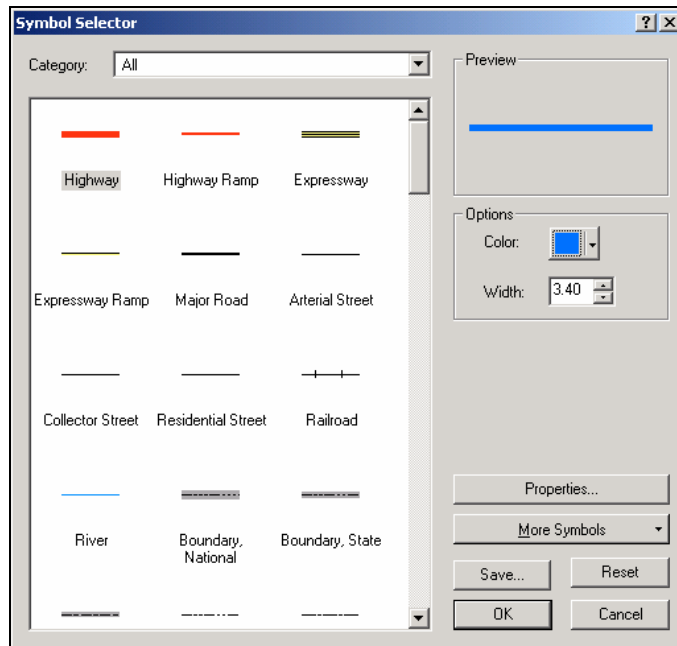 Symbol Selector
Category: All
Highway Highway Ramp Expressway
Expressway Ramp Major Road Arterial Street
Collector Street Residential Street Railroad
River Boundary, National Boundary, State
Preview
Options
Color:
Width: 3.40
Properties...
More Symbols
Save... Reset
OK Cancel